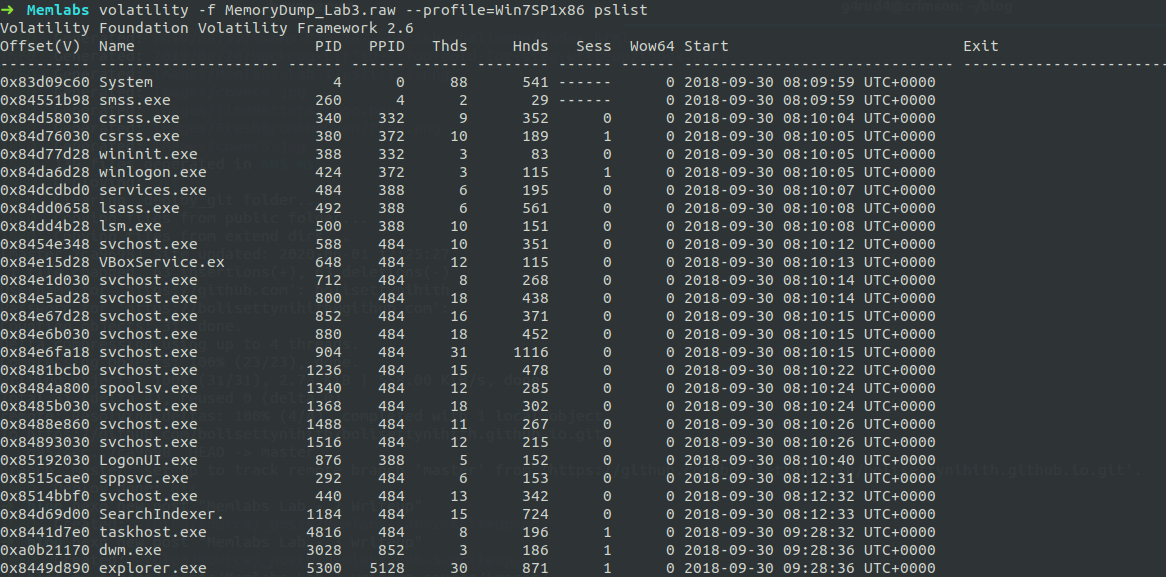 ➜ Memlabs volatility -f MemoryDump_Lab3.raw --profile=Win7SP1x86 pslist
Volatility Foundation Volatility Framework 2.6
Offset(V) Name PID PPID Thds Hnds Sess Wow64 Start Exit
---------- -------------------- ------ ------ ------ -------- ------ ------ ------------------------------ ------------------------------
0x83d09c60 System 4 0 88 541 ------ 0 2018-09-30 08:09:59 UTC+0000
0x84551b98 smss.exe 260 4 2 29 ------ 0 2018-09-30 08:09:59 UTC+0000
0x84d58030 csrss.exe 340 332 9 352 0 0 2018-09-30 08:10:04 UTC+0000
0x84d76030 csrss.exe 380 372 10 189 1 0 2018-09-30 08:10:05 UTC+0000
0x84d77d28 wininit.exe 388 332 3 83 0 0 2018-09-30 08:10:05 UTC+0000
0x84da6d28 winlogon.exe 424 372 3 115 1 0 2018-09-30 08:10:05 UTC+0000
0x84dcdbd0 services.exe 484 388 6 195 0 0 2018-09-30 08:10:07 UTC+0000
0x84dd0658 lsass.exe 492 388 6 561 0 0 2018-09-30 08:10:08 UTC+0000
0x84dd4b28 lsm.exe 500 388 10 151 0 0 2018-09-30 08:10:08 UTC+0000
0x8454e348 svchost.exe 588 484 10 351 0 0 2018-09-30 08:10:12 UTC+0000
0x84e15d28 VBoxService.ex 648 484 12 115 0 0 2018-09-30 08:10:13 UTC+0000
0x84e1d030 svchost.exe 712 484 8 268 0 0 2018-09-30 08:10:14 UTC+0000
0x84e5ad28 svchost.exe 800 484 18 438 0 0 2018-09-30 08:10:14 UTC+0000
0x84e67d28 svchost.exe 852 484 16 371 0 0 2018-09-30 08:10:15 UTC+0000
0x84e6b030 svchost.exe 880 484 18 452 0 0 2018-09-30 08:10:15 UTC+0000
0x84e6fa18 svchost.exe 904 484 31 1116 0 0 2018-09-30 08:10:15 UTC+0000
0x8481bcb0 svchost.exe 1236 484 15 478 0 0 2018-09-30 08:10:22 UTC+0000
0x8484a800 spoolsv.exe 1340 484 12 285 0 0 2018-09-30 08:10:24 UTC+0000
0x8485b030 svchost.exe 1368 484 18 302 0 0 2018-09-30 08:10:24 UTC+0000
0x8488e860 svchost.exe 1488 484 11 267 0 0 2018-09-30 08:10:26 UTC+0000
0x84893030 svchost.exe 1516 484 12 215 0 0 2018-09-30 08:10:26 UTC+0000
0x85192030 LogonUI.exe 876 388 5 152 0 0 2018-09-30 08:10:40 UTC+0000
0x8515cae0 sppsvc.exe 292 484 6 153 0 0 2018-09-30 08:12:31 UTC+0000
0x8514bbf0 svchost.exe 440 484 13 342 0 0 2018-09-30 08:12:32 UTC+0000
0x84d69d00 SearchIndexer. 1184 484 15 724 0 0 2018-09-30 08:12:33 UTC+0000
0x8441d7e0 taskhost.exe 4816 484 8 196 1 0 2018-09-30 09:28:32 UTC+0000
0xa0b21170 dwm.exe 3028 852 3 186 1 0 2018-09-30 09:28:36 UTC+0000
0x8449d890 explorer.exe 5300 5128 30 871 1 0 2018-09-30 09:28:36 UTC+0000